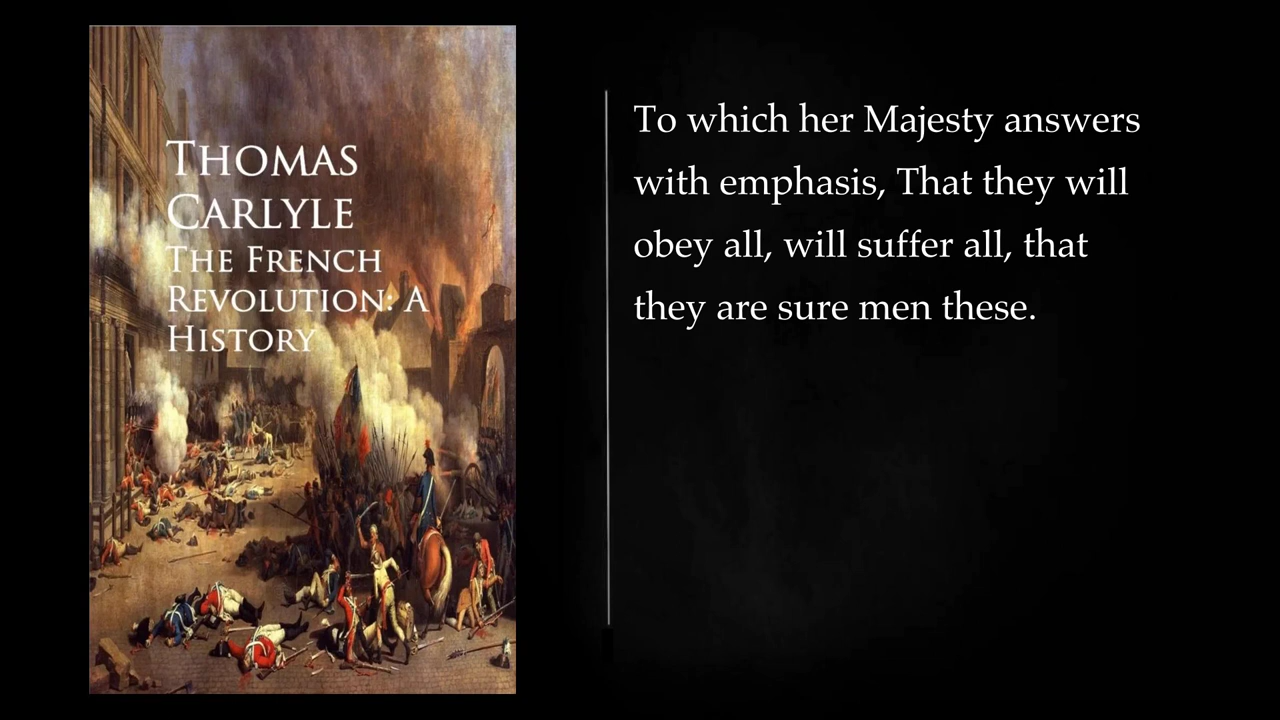 THOMAS
CARLYLE
THE FRENCH
REVOLUTION: A
HISTORY
To which her Majesty answers
with emphasis, That they will
obey all, will suffer all, that
they are sure men these.